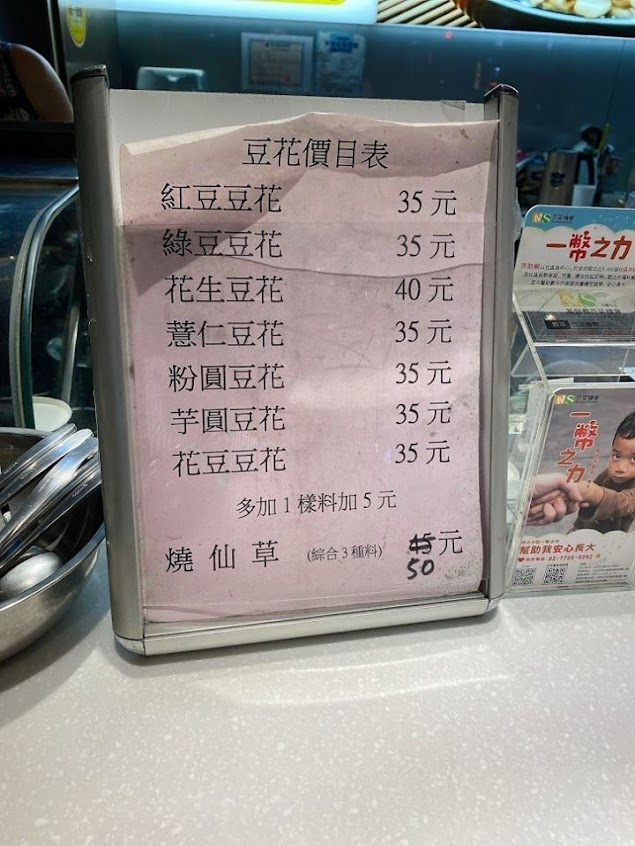 豆花價目表
紅豆豆花 35元
綠豆豆花 35元
花生豆花 40元
薏仁豆花 35元
粉圓豆花 35元
芋圓豆花 35元
花豆豆花 35元
多加1樣料加5元
燒仙草 (綜合3種料) 45元
50
NS
一幣之力
NS
一幣之力
幫助我安心長大